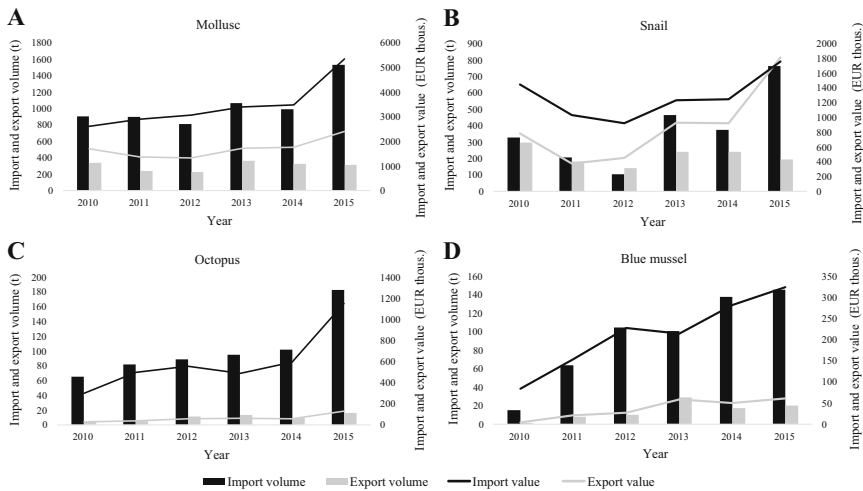 A
Mollusc
Import and export volume (t)
1800
1600
1400
1200
1000
800
600
400
200
0
6000
5000
4000
3000
2000
1000
0
Import and export value (EUR thous.)
2010 2011 2012 2013 2014 2015
Year
B
Snail
Import and export volume (t)
900
800
700
600
500
400
300
200
100
0
2000
1800
1600
1400
1200
1000
800
600
400
200
0
Import and export value (EUR thous.)
2010 2011 2012 2013 2014 2015
Year
C
Octopus
Import and export volume (t)
200
180
160
140
120
100
80
60
40
20
0
1400
1200
1000
800
600
400
200
0
Import and export value (EUR thous.)
2010 2011 2012 2013 2014 2015
Year
D
Blue mussel
Import and export volume (t)
160
140
120
100
80
60
40
20
0
350
300
250
200
150
100
50
0
Import and export value (EUR thous.)
2010 2011 2012 2013 2014 2015
Year
Import volume Export volume Import value Export value